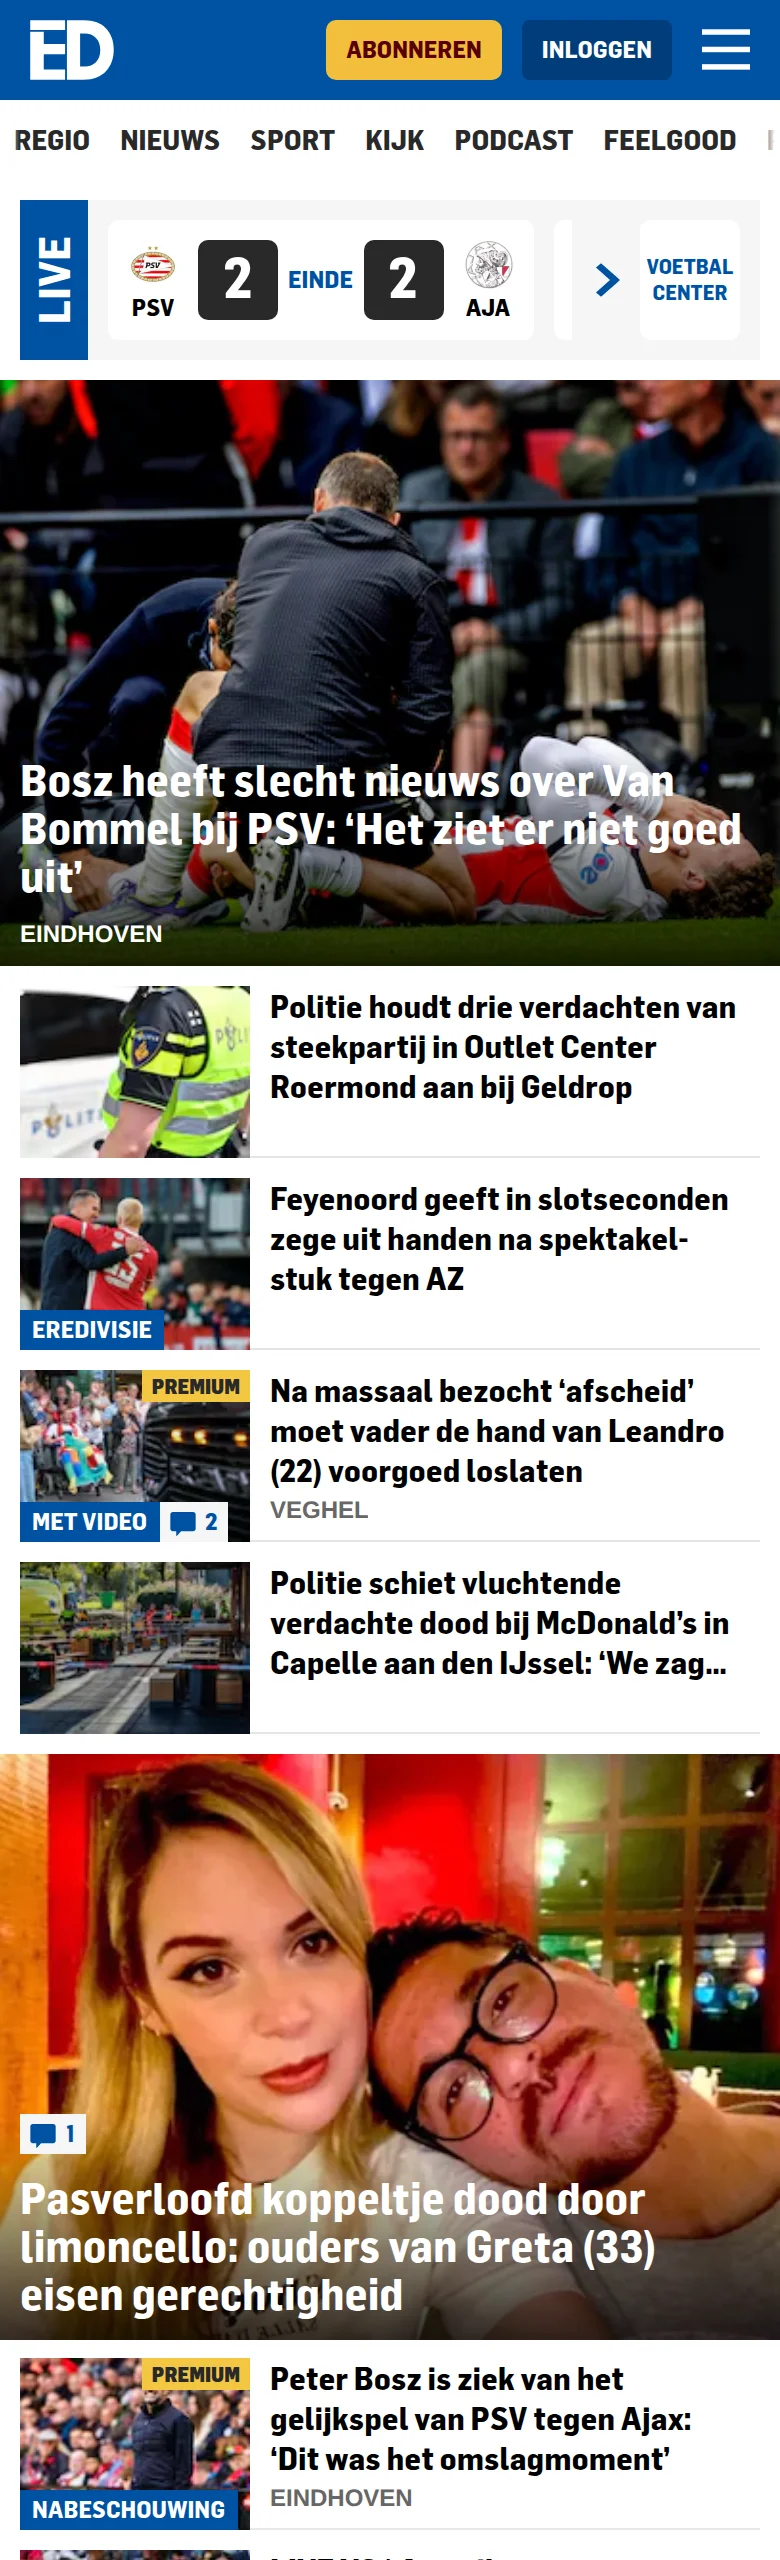 ED
ABONNEREN
INLOGGEN
REGIO NIEUWS SPORT KIJK PODCAST FEELGOOD
LIVE
PSV
PSV
2
EINDE
2
AJA
VOETBAL
CENTER
Bosz heeft slecht nieuws over Van
Bommel bij PSV: ‘Het ziet er niet goed
uit’
EINDHOVEN
POLITIE
Politie houdt drie verdachten van
steekpartij in Outlet Center
Roermond aan bij Geldrop
EREDIVISIE
Feyenoord geeft in slotseconden
zege uit handen na spektakel-
stuk tegen AZ
PREMIUM
MET VIDEO
2
Na massaal bezocht ‘afscheid’
moet vader de hand van Leandro
(22) voorgoed loslaten
VEGHEL
Politie schiet vluchtende
verdachte dood bij McDonald’s in
Capelle aan den IJssel: ‘We zag...
1
Pasverloofd koppeltje dood door
limoncello: ouders van Greta (33)
eisen gerechtigheid
PREMIUM
NABESCHOUWING
Peter Bosz is ziek van het
gelijkspel van PSV tegen Ajax:
‘Dit was het omslagmoment’
EINDHOVEN